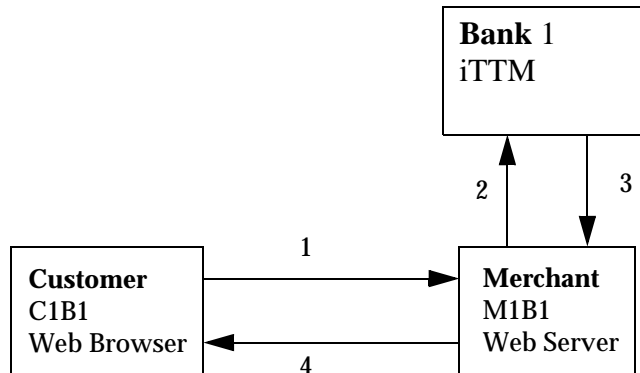 Bank 1
iTTM
2
3
1
Customer
C1B1
Web Browser
Merchant
M1B1
Web Server
4